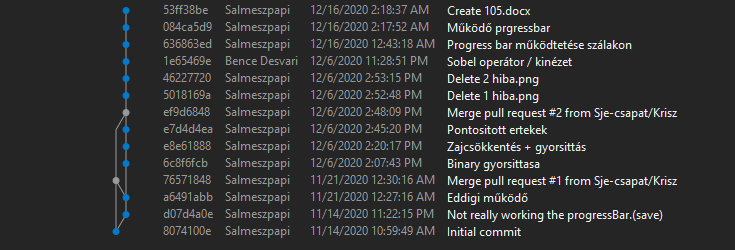 53ff38be Salmeszpapi 12/16/2020 2:18:37 AM Create 105.docx
084ca5d9 Salmeszpapi 12/16/2020 2:17:52 AM Működő prgressbar
636863ed Salmeszpapi 12/16/2020 12:43:18 AM Progress bar működtetése szálakon
1e65469e Bence Desvari 12/6/2020 11:28:51 PM Sobel operátor / kinézet
46227720 Salmeszpapi 12/6/2020 2:53:15 PM Delete 2 hiba.png
5018169a Salmeszpapi 12/6/2020 2:52:48 PM Delete 1 hiba.png
ef9d6848 Salmeszpapi 12/6/2020 2:48:09 PM Merge pull request #2 from Sje-csapat/Krisz
e7d4d4ea Salmeszpapi 12/6/2020 2:45:20 PM Pontositott ertekek
e8e61888 Salmeszpapi 12/6/2020 2:20:17 PM Zajcsökkentés + gyorsittás
6c8f6fcb Salmeszpapi 12/6/2020 2:07:43 PM Binary gyorsittasa
76571848 Salmeszpapi 11/21/2020 12:30:16 AM Merge pull request #1 from Sje-csapat/Krisz
a6491abb Salmeszpapi 11/21/2020 12:27:16 AM Eddigi működő
d07d4a0e Salmeszpapi 11/14/2020 11:22:15 PM Not really working the progressBar.(save)
8074100e Salmeszpapi 11/14/2020 10:59:49 AM Initial commit